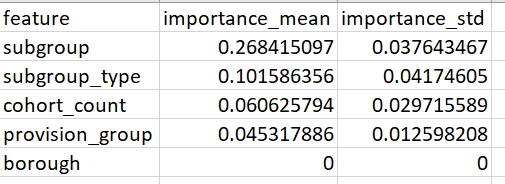 feature importance_mean importance_std
subgroup 0.268415097 0.037643467
subgroup_type 0.101586356 0.04174605
cohort_count 0.060625794 0.029715589
provision_group 0.045317886 0.012598208
borough 0 0